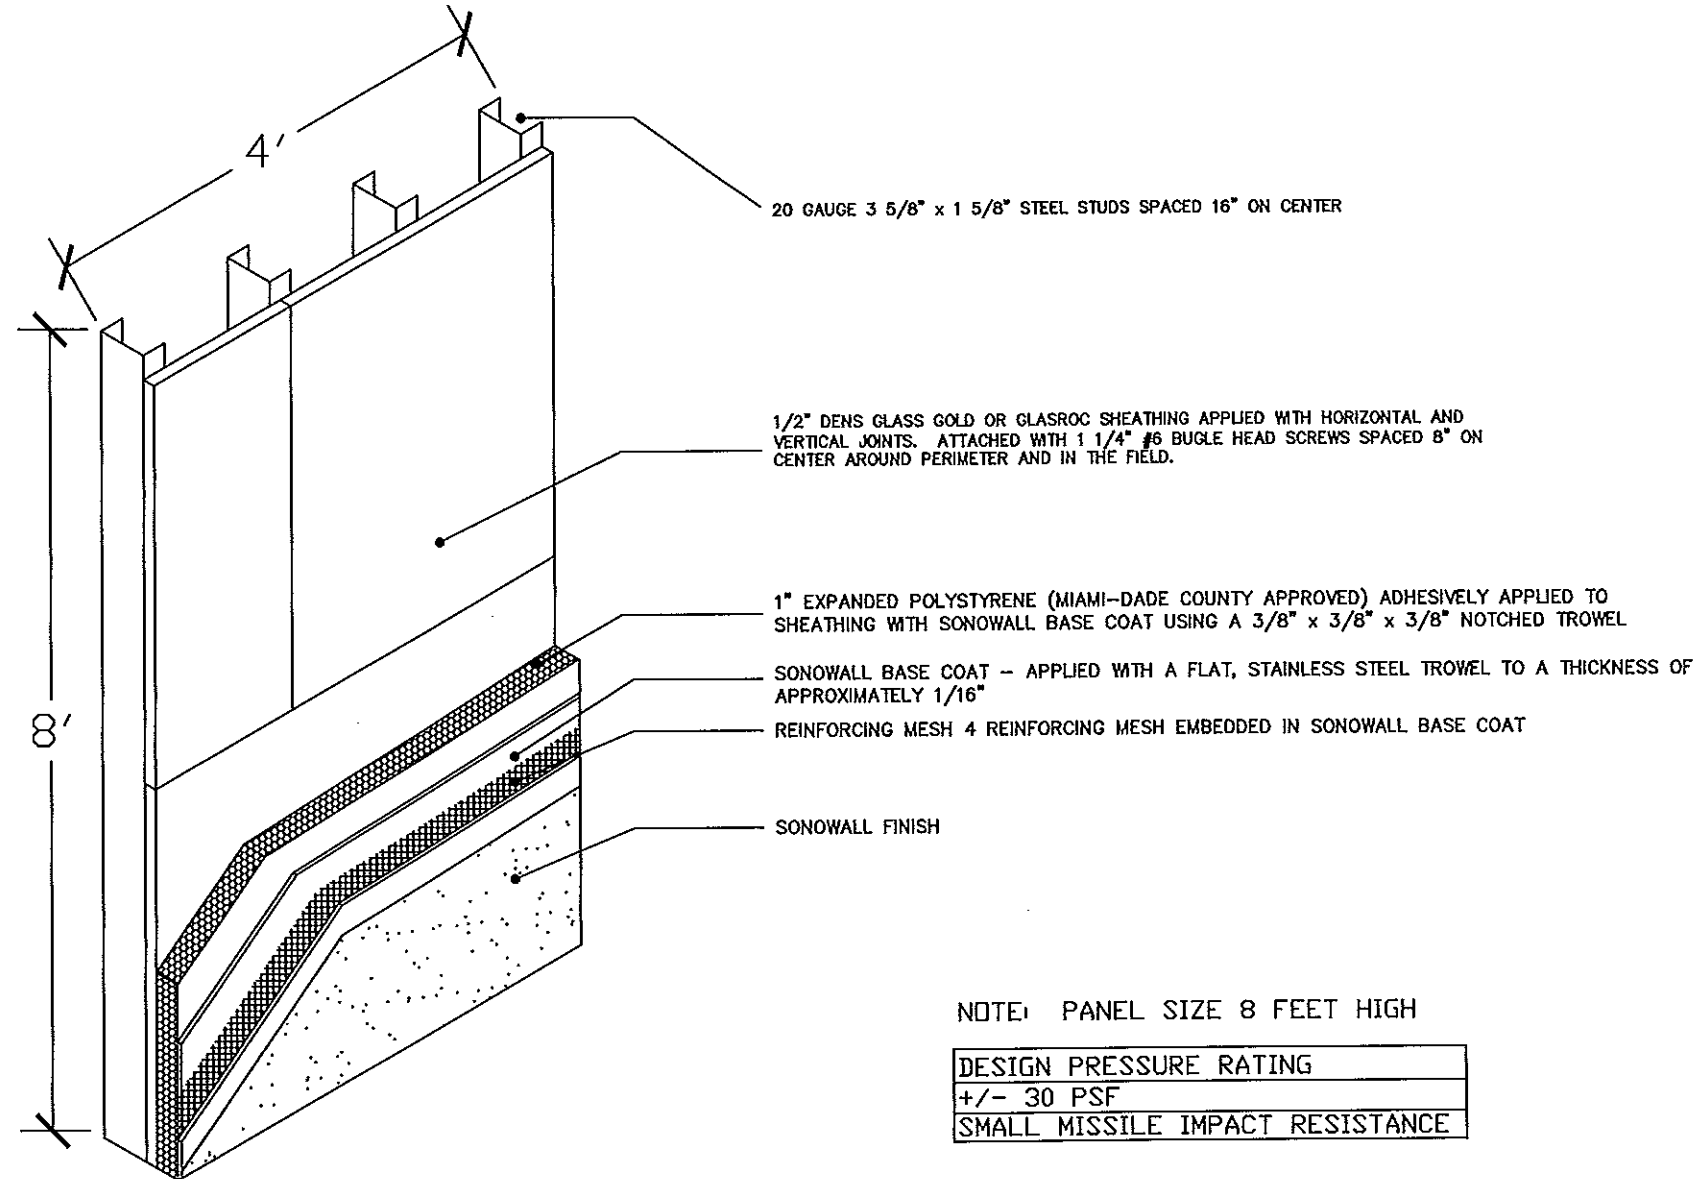 4'
20 GAUGE 3 5/8" x 1 5/8" STEEL STUDS SPACED 16" ON CENTER
1/2" DENS GLASS GOLD OR GLASROC SHEATHING APPLIED WITH HORIZONTAL AND
VERTICAL JOINTS. ATTACHED WITH 1 1/4" #6 BUGLE HEAD SCREWS SPACED 8" ON
CENTER AROUND PERIMETER AND IN THE FIELD.
1" EXPANDED POLYSTYRENE (MIAMI-DADE COUNTY APPROVED) ADHESIVELY APPLIED TO
SHEATHING WITH SONOWALL BASE COAT USING A 3/8" x 3/8" x 3/8" NOTCHED TROWEL
SONOWALL BASE COAT - APPLIED WITH A FLAT, STAINLESS STEEL TROWEL TO A THICKNESS OF
APPROXIMATELY 1/16"
8'
REINFORCING MESH 4 REINFORCING MESH EMBEDDED IN SONOWALL BASE COAT
SONOWALL FINISH
NOTE: PANEL SIZE 8 FEET HIGH
DESIGN PRESSURE RATING
+/- 30 PSF
SMALL MISSILE IMPACT RESISTANCE